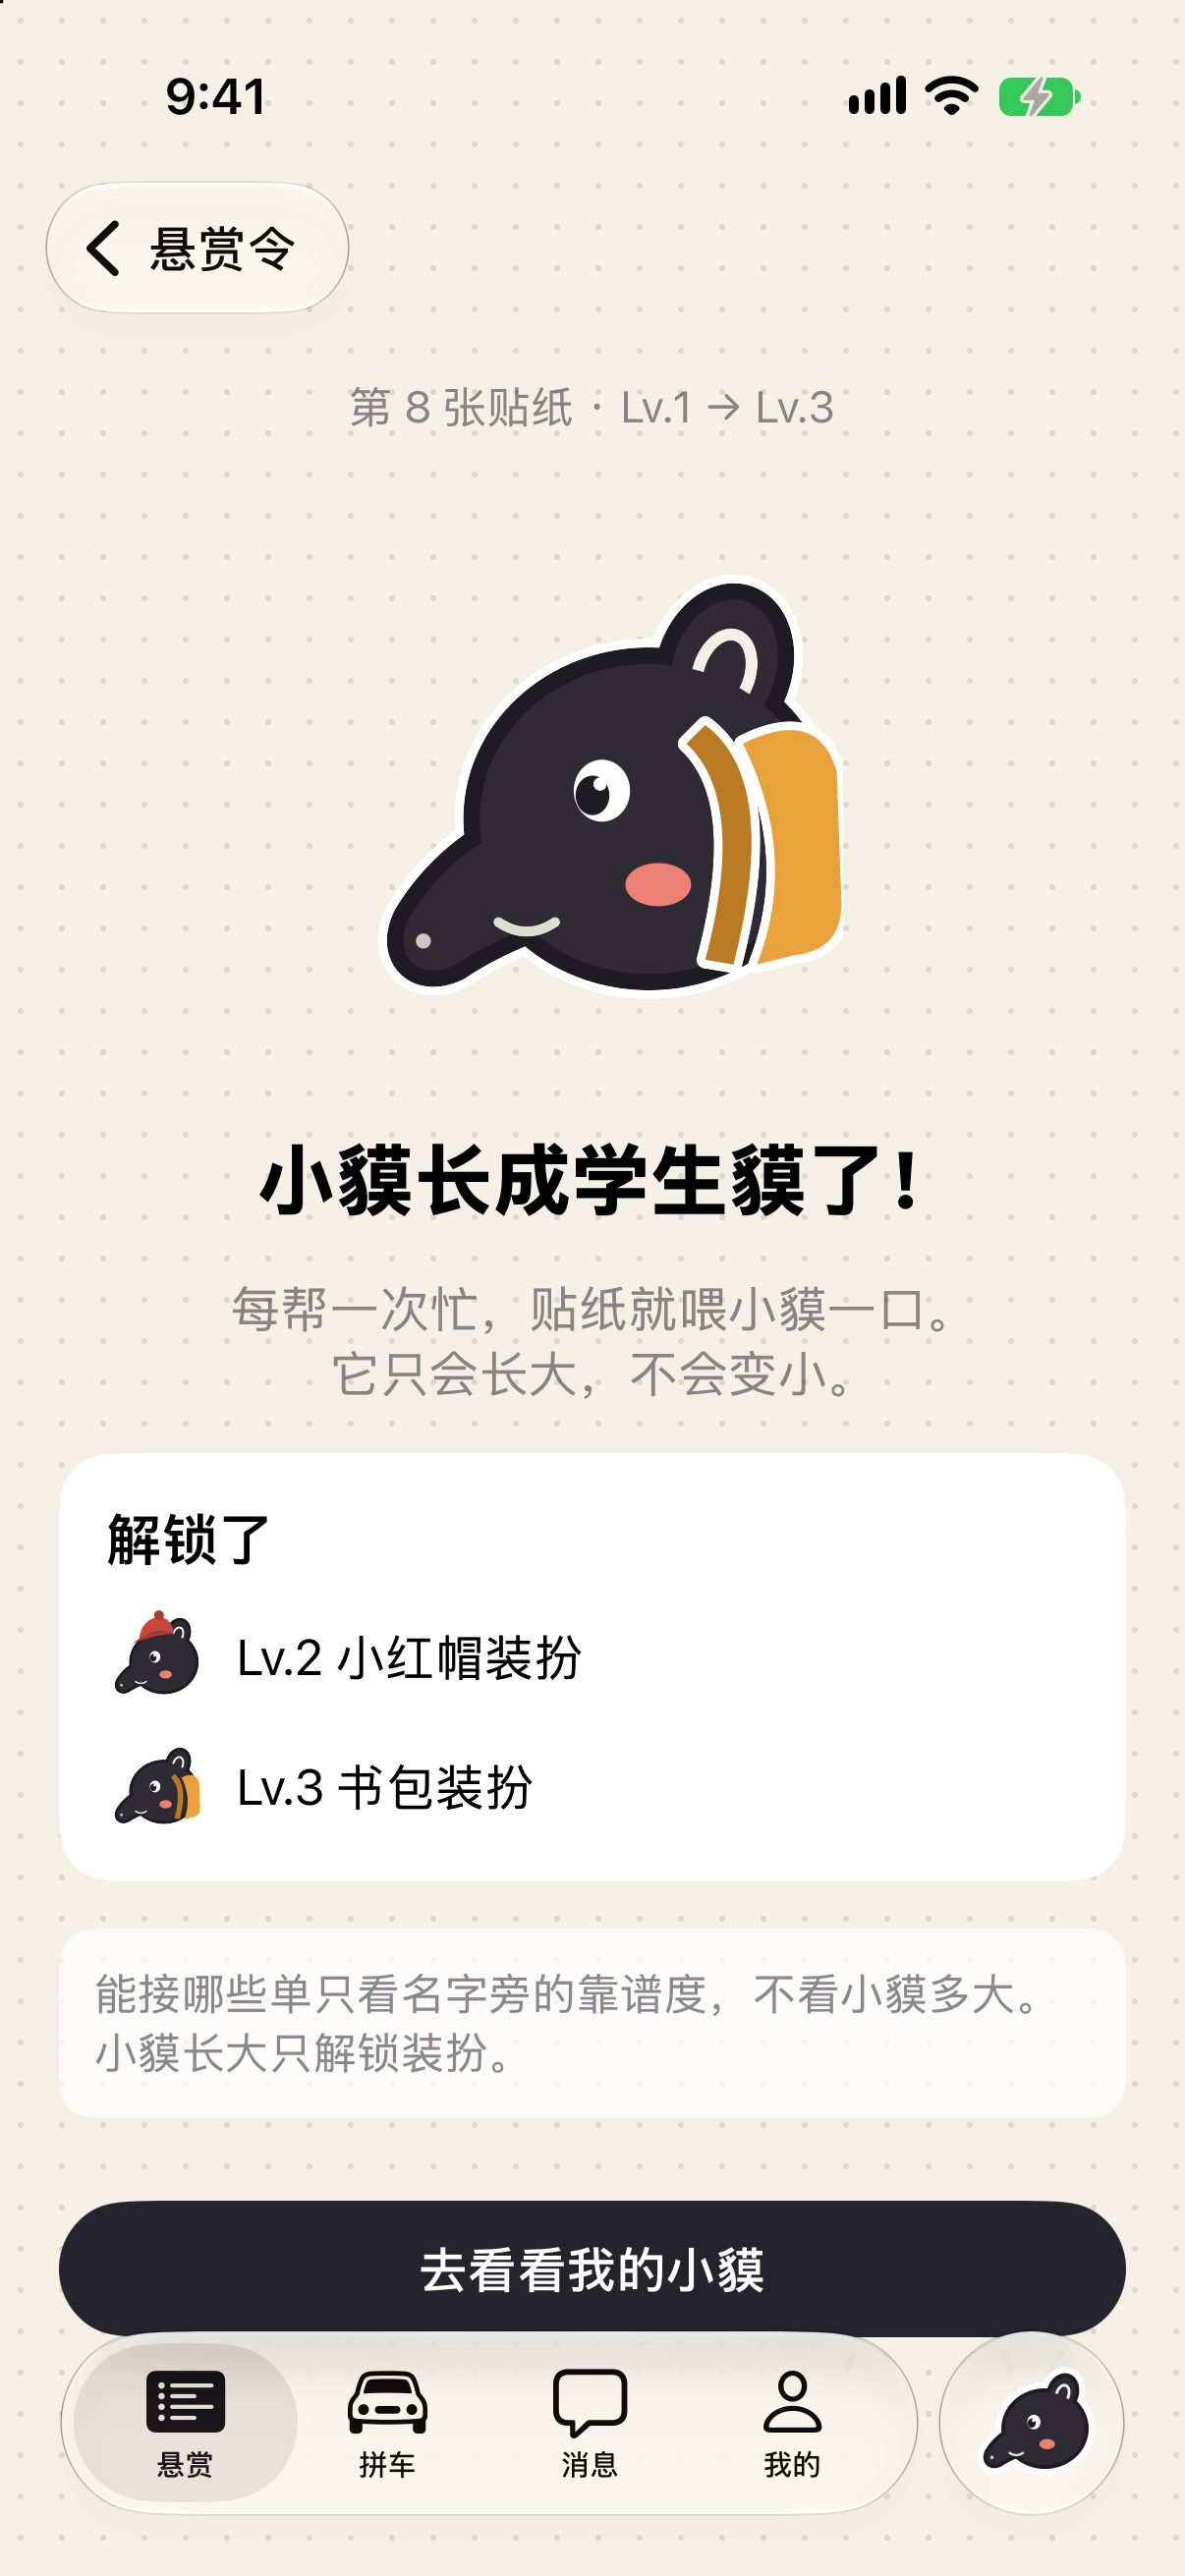 9:41
悬赏令
第 8 张贴纸 · Lv.1 → Lv.3
小貘长成学生貘了！
每帮一次忙，贴纸就喂小貘一口。
它只会长大，不会变小。
解锁了
Lv.2 小红帽装扮
Lv.3 书包装扮
能接哪些单只看名字旁的靠谱度，不看小貘多大。
小貘长大只解锁装扮。
去看看我的小貘
悬赏
拼车
消息
我的